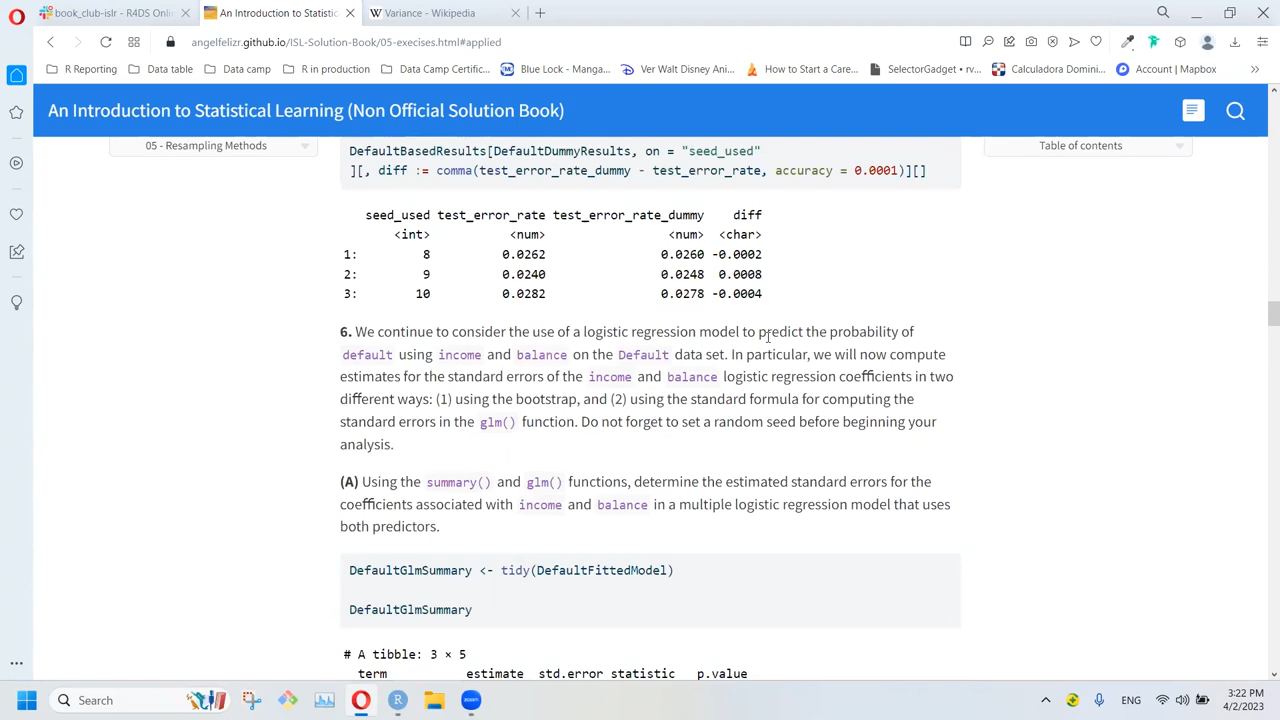 book_club-islr - R4DS Onlin
An Introduction to Statistic
Variance - Wikipedia
angelfelizr.github.io/ISL-Solution-Book/05-execises.html#applied
R Reporting
Data table
Data camp
R in production
Data Camp Certific...
Blue Lock - Manga...
Ver Walt Disney Ani...
How to Start a Care...
SelectorGadget • rv...
Calculadora Domini...
Account | Mapbox
An Introduction to Statistical Learning (Non Official Solution Book)
05 - Resampling Methods
Table of contents
DefaultBasedResults[DefaultDummyResults, on = "seed_used"
][, diff := comma(test_error_rate_dummy - test_error_rate, accuracy = 0.0001)][]
seed_used test_error_rate test_error_rate_dummy diff
<int> <num> <num> <char>
1: 8 0.0262 0.0260 -0.0002
2: 9 0.0240 0.0248 0.0008
3: 10 0.0282 0.0278 -0.0004
6. We continue to consider the use of a logistic regression model to predict the probability of
default using income and balance on the Default data set. In particular, we will now compute
estimates for the standard errors of the income and balance logistic regression coefficients in two
different ways: (1) using the bootstrap, and (2) using the standard formula for computing the
standard errors in the glm() function. Do not forget to set a random seed before beginning your
analysis.
(A) Using the summary() and glm() functions, determine the estimated standard errors for the
coefficients associated with income and balance in a multiple logistic regression model that uses
both predictors.
DefaultGlmSummary <- tidy(DefaultFittedModel)
DefaultGlmSummary
# A tibble: 3 × 5
term estimate std.error statistic p.value
Search
ENG
3:22 PM
4/2/2023